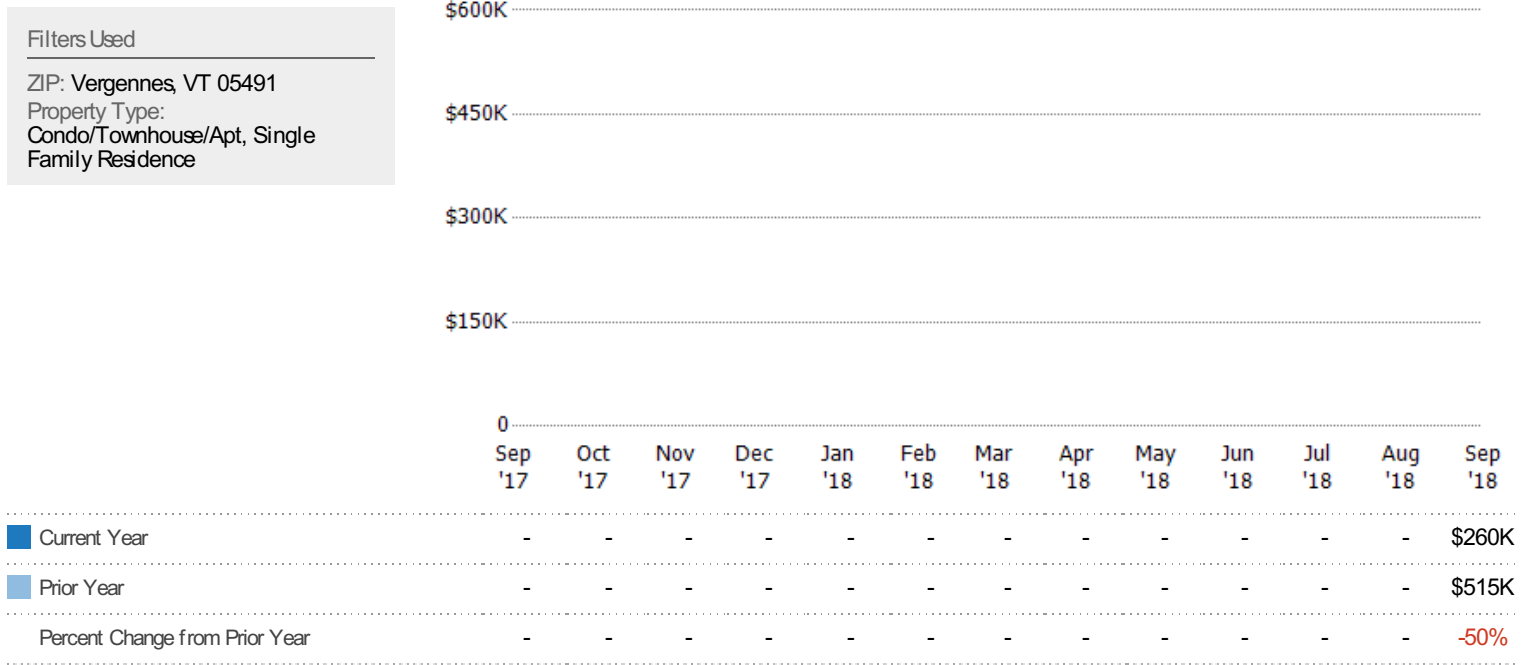 Filters Used
ZIP: Vergennes, VT 05491
Property Type:
Condo/Townhouse/Apt, Single
Family Residence
$600K
$450K
$300K
$150K
0
Sep Oct Nov Dec Jan Feb Mar Apr May Jun Jul Aug Sep
'17 '17 '17 '17 '18 '18 '18 '18 '18 '18 '18 '18 '18
Current Year - - - - - - - - - - - - $260K
Prior Year - - - - - - - - - - - - $515K
Percent Change from Prior Year - - - - - - - - - - - - -50%